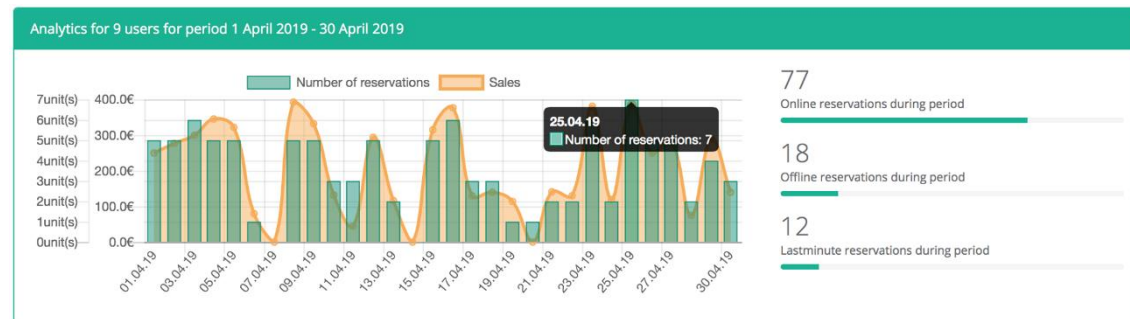 Analytics for 9 users for period 1 April 2019 - 30 April 2019
Number of reservations
Sales
7unit(s)
6unit(s)
5unit(s)
4unit(s)
3unit(s)
2unit(s)
1unit(s)
0unit(s)
400.0€
300.0€
200.0€
100.0€
0.0€
25.04.19
Number of reservations: 7
01.04.19
03.04.19
05.04.19
07.04.19
09.04.19
11.04.19
13.04.19
15.04.19
17.04.19
19.04.19
21.04.19
23.04.19
25.04.19
27.04.19
30.04.19
77
Online reservations during period
18
Offline reservations during period
12
Lastminute reservations during period